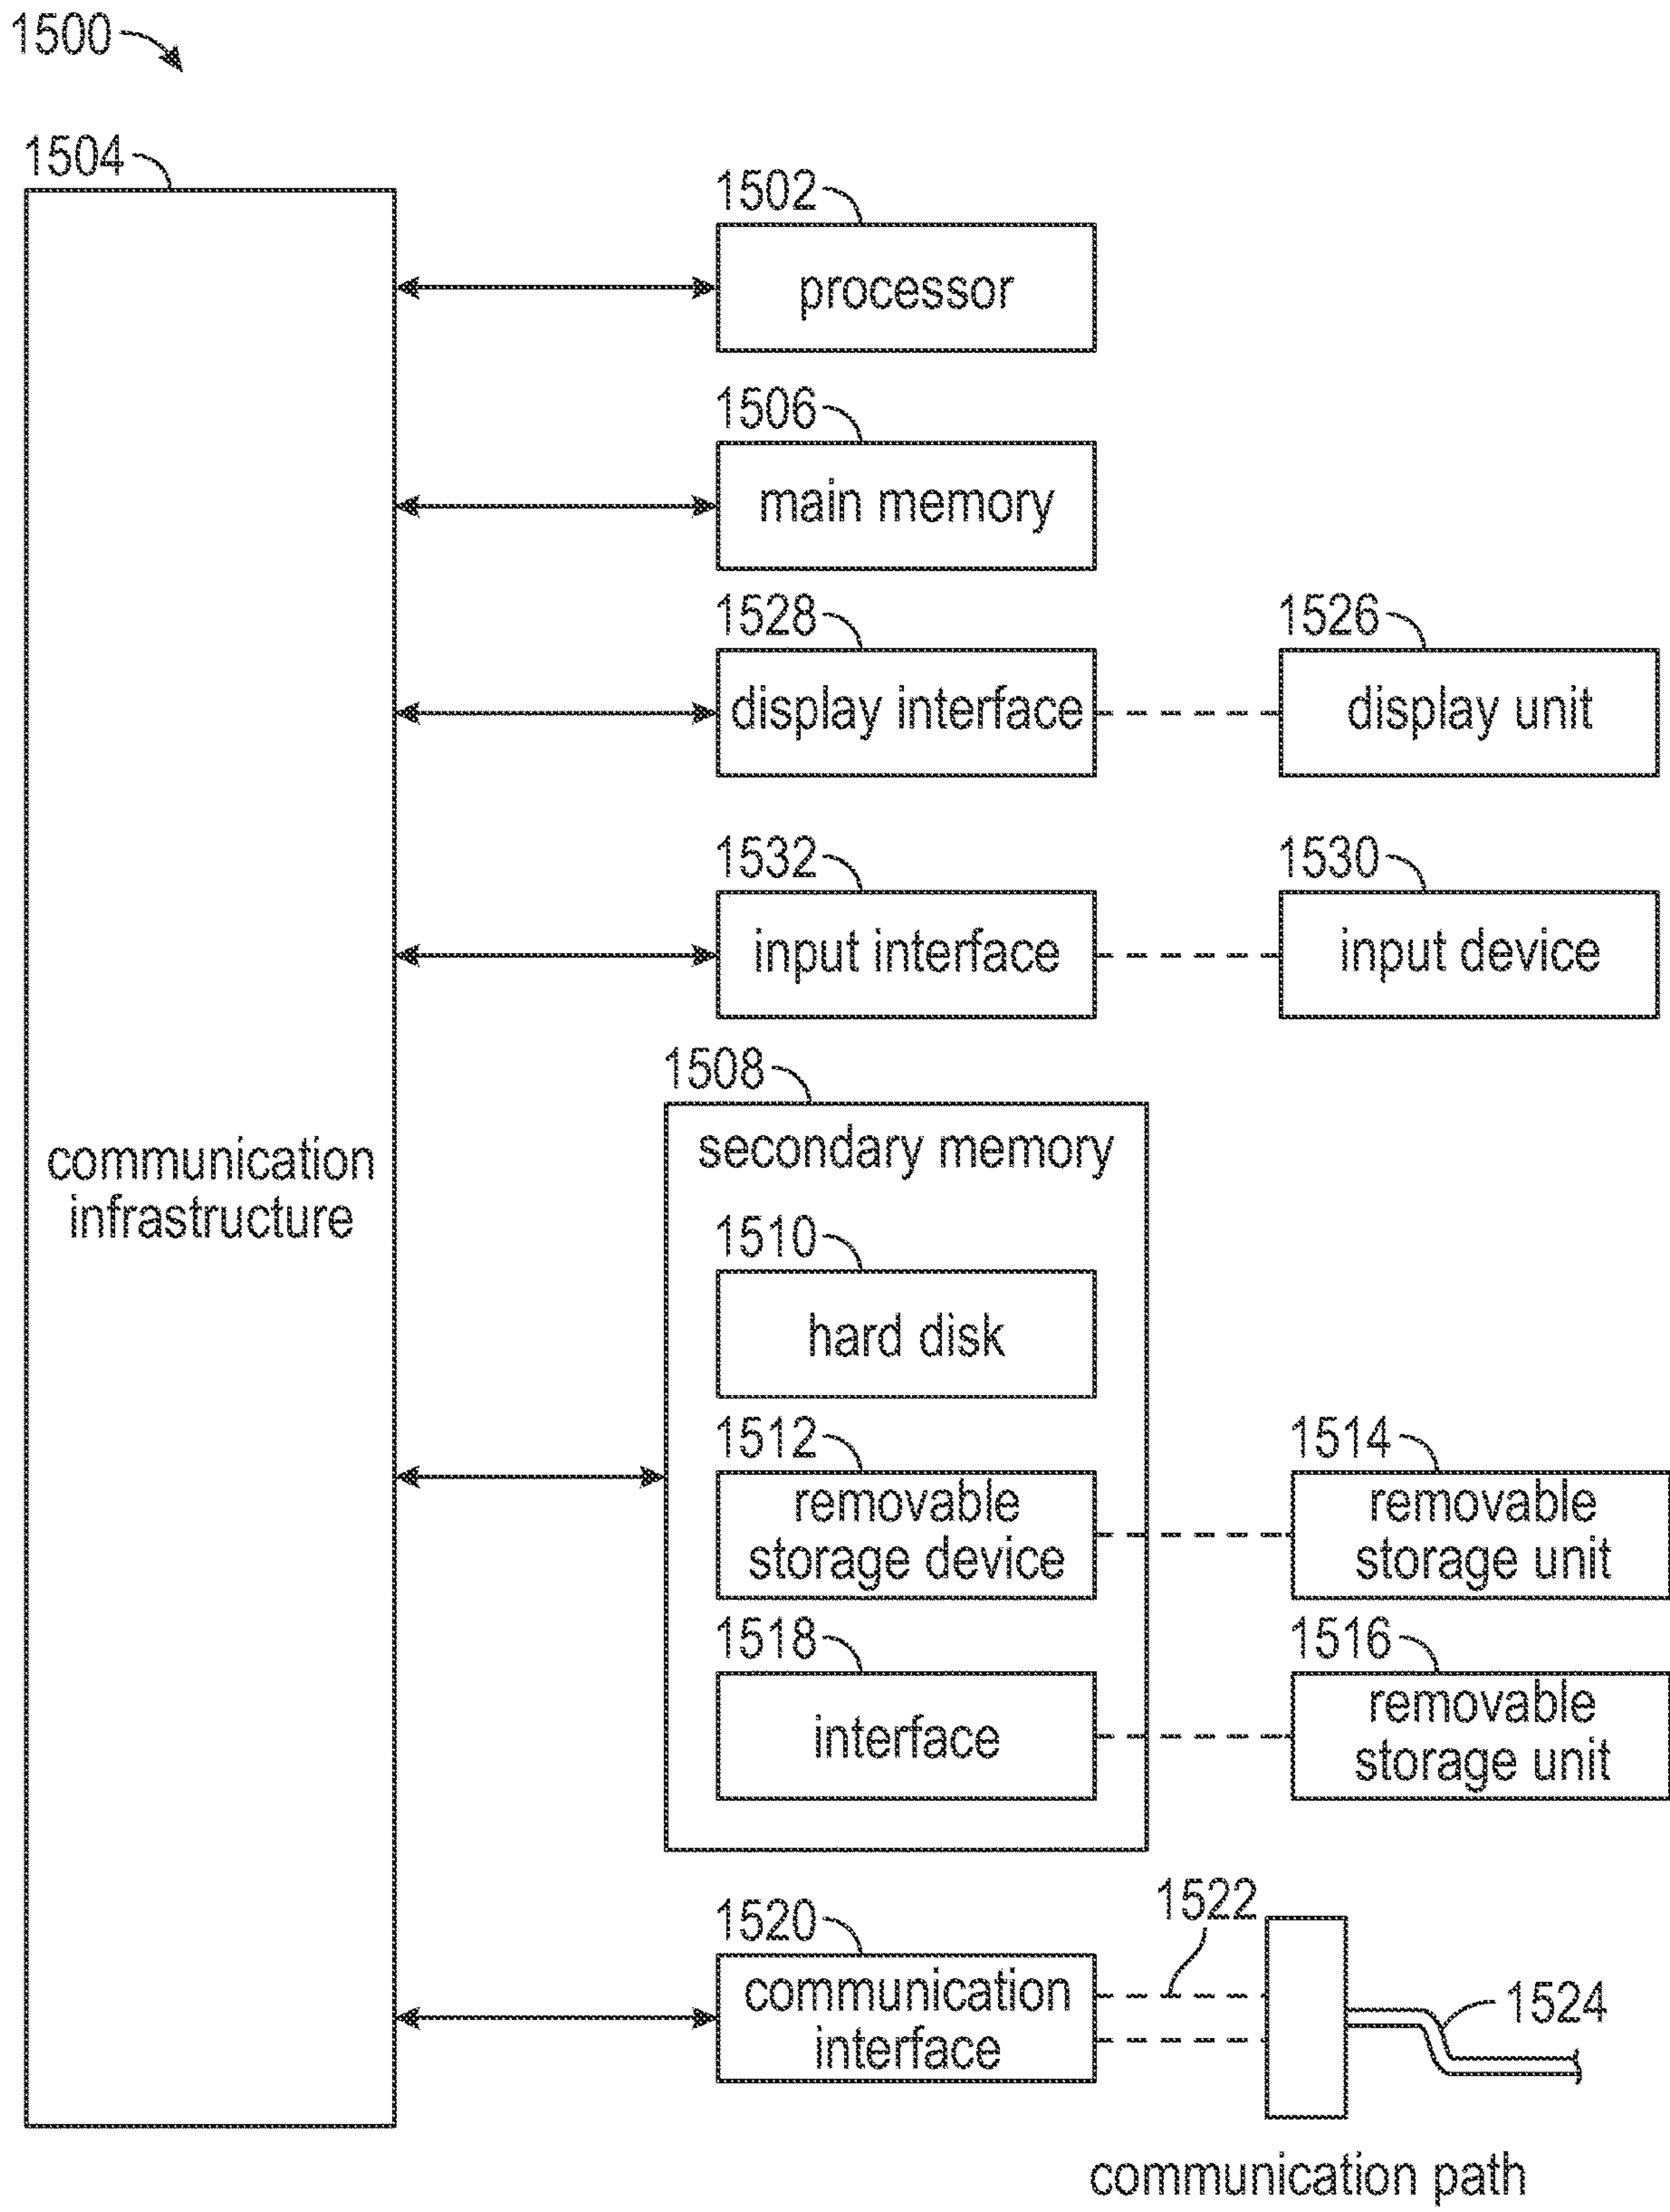 1500
1504
1502
processor
1506
main memory
1528
display interface
1526
display unit
1532
input interface
1530
input device
communication
infrastructure
1508
secondary memory
1510
hard disk
1512
removable
storage device
1514
removable
storage unit
1518
interface
1516
removable
storage unit
1520
communication
interface
1522
1524
communication path